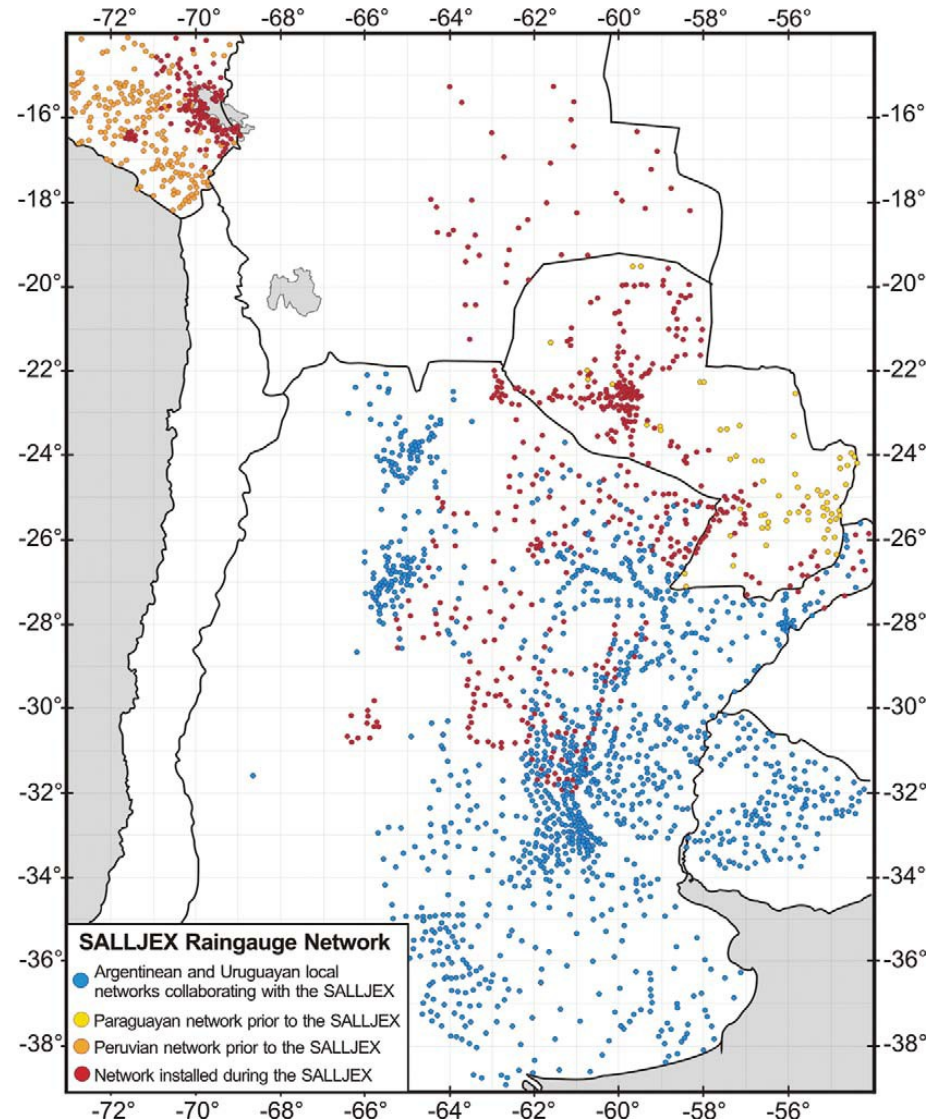 -72° -70° -68° -66° -64° -62° -60° -58° -56°
-16° -16°
-18° -18°
-20° -20°
-22° -22°
-24° -24°
-26° -26°
-28° -28°
-30° -30°
-32° -32°
-34° -34°
-36° -36°
-38° -38°
SALLJEX Raingauge Network
Argentinean and Uruguayan local
networks collaborating with the SALLJEX
Paraguayan network prior to the SALLJEX
Peruvian network prior to the SALLJEX
Network installed during the SALLJEX
-72° -70° -68° -66° -64° -62° -60° -58° -56°